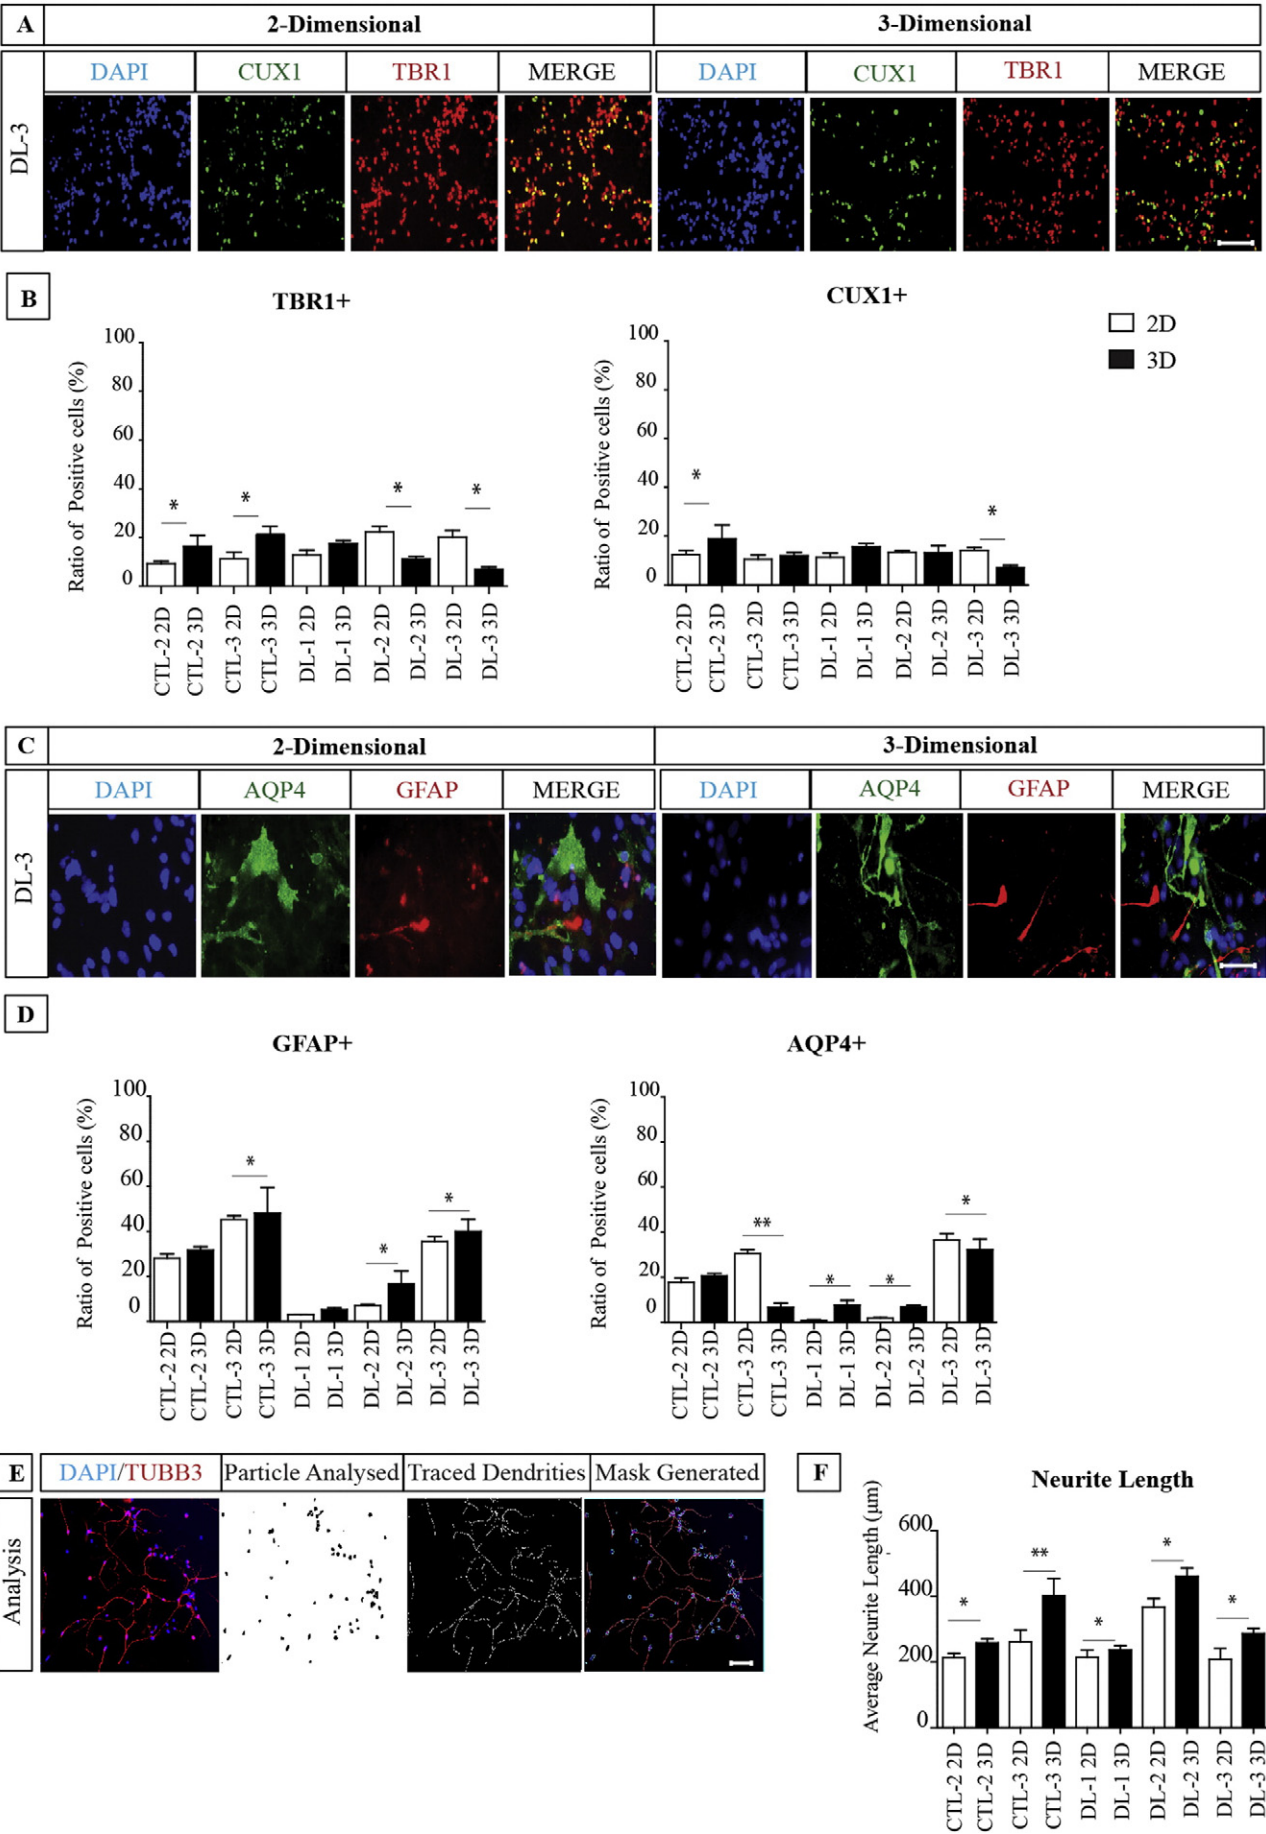 A 2-Dimensional 3-Dimensional
DAPI CUX1 TBR1 MERGE DAPI CUX1 TBR1 MERGE
DL-3
B
TBR1+
CUX1+
2D
3D
Ratio of Positive cells (%)
100
80
60
40
20
0
CTL-2 2D
CTL-2 3D
CTL-3 2D
CTL-3 3D
DL-1 2D
DL-1 3D
DL-2 2D
DL-2 3D
DL-3 2D
DL-3 3D
* * * *
Ratio of Positive cells (%)
100
80
60
40
20
0
CTL-2 2D
CTL-2 3D
CTL-3 2D
CTL-3 3D
DL-1 2D
DL-1 3D
DL-2 2D
DL-2 3D
DL-3 2D
DL-3 3D
* *
C 2-Dimensional 3-Dimensional
DAPI AQP4 GFAP MERGE DAPI AQP4 GFAP MERGE
DL-3
D
GFAP+
AQP4+
Ratio of Positive cells (%)
100
80
60
40
20
0
CTL-2 2D
CTL-2 3D
CTL-3 2D
CTL-3 3D
DL-1 2D
DL-1 3D
DL-2 2D
DL-2 3D
DL-3 2D
DL-3 3D
* * *
Ratio of Positive cells (%)
100
80
60
40
20
0
CTL-2 2D
CTL-2 3D
CTL-3 2D
CTL-3 3D
DL-1 2D
DL-1 3D
DL-2 2D
DL-2 3D
DL-3 2D
DL-3 3D
** * * *
E DAPI/TUBB3 Particle Analysed Traced Dendrities Mask Generated
Analysis
F
Neurite Length
Average Neurite Length (µm)
600
400
200
0
CTL-2 2D
CTL-2 3D
CTL-3 2D
CTL-3 3D
DL-1 2D
DL-1 3D
DL-2 2D
DL-2 3D
DL-3 2D
DL-3 3D
* ** * * *